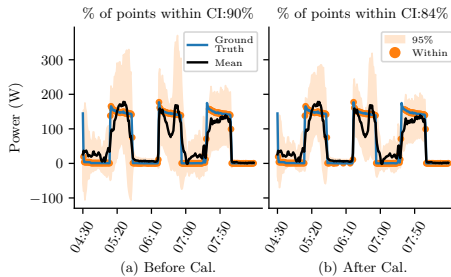 % of points within CI:90%
% of points within CI:84%
Ground
Truth
Mean
95%
Within
Power (W)
300
200
100
0
−100
04:30
05:20
06:10
07:00
07:50
04:30
05:20
06:10
07:00
07:50
(a) Before Cal.
(b) After Cal.